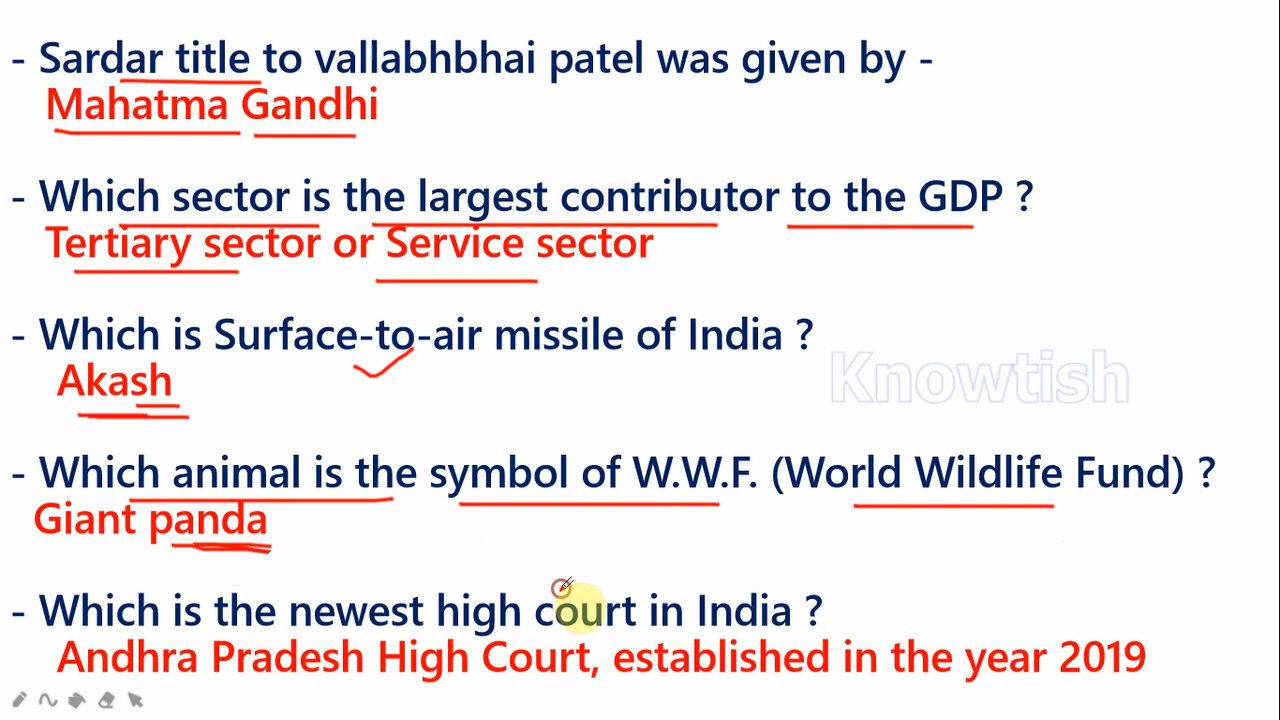 - Sardar title to vallabhbhai patel was given by -
Mahatma Gandhi
- Which sector is the largest contributor to the GDP ?
Tertiary sector or Service sector
- Which is Surface-to-air missile of India ?
Akash
Knowtish
- Which animal is the symbol of W.W.F. (World Wildlife Fund) ?
Giant panda
- Which is the newest high court in India ?
Andhra Pradesh High Court, established in the year 2019